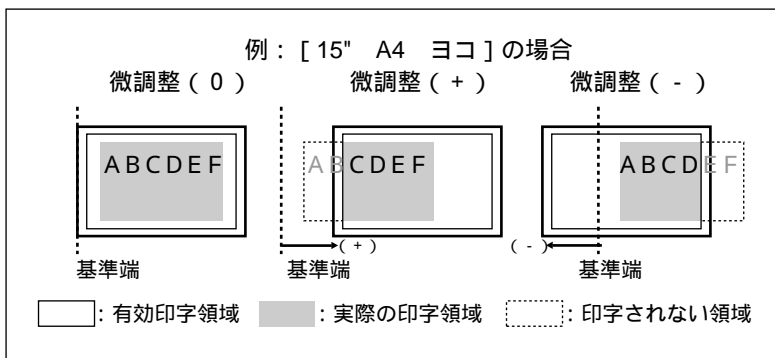 例：[ 15"　A4　ヨコ ] の場合
微調整（ 0 ）　微調整（ + ）　微調整（ - ）
ABCDEF　ABCDEF　ABCDEF
（ + ）　（ - ）
基準端　基準端　基準端
：有効印字領域　：実際の印字領域　：印字されない領域